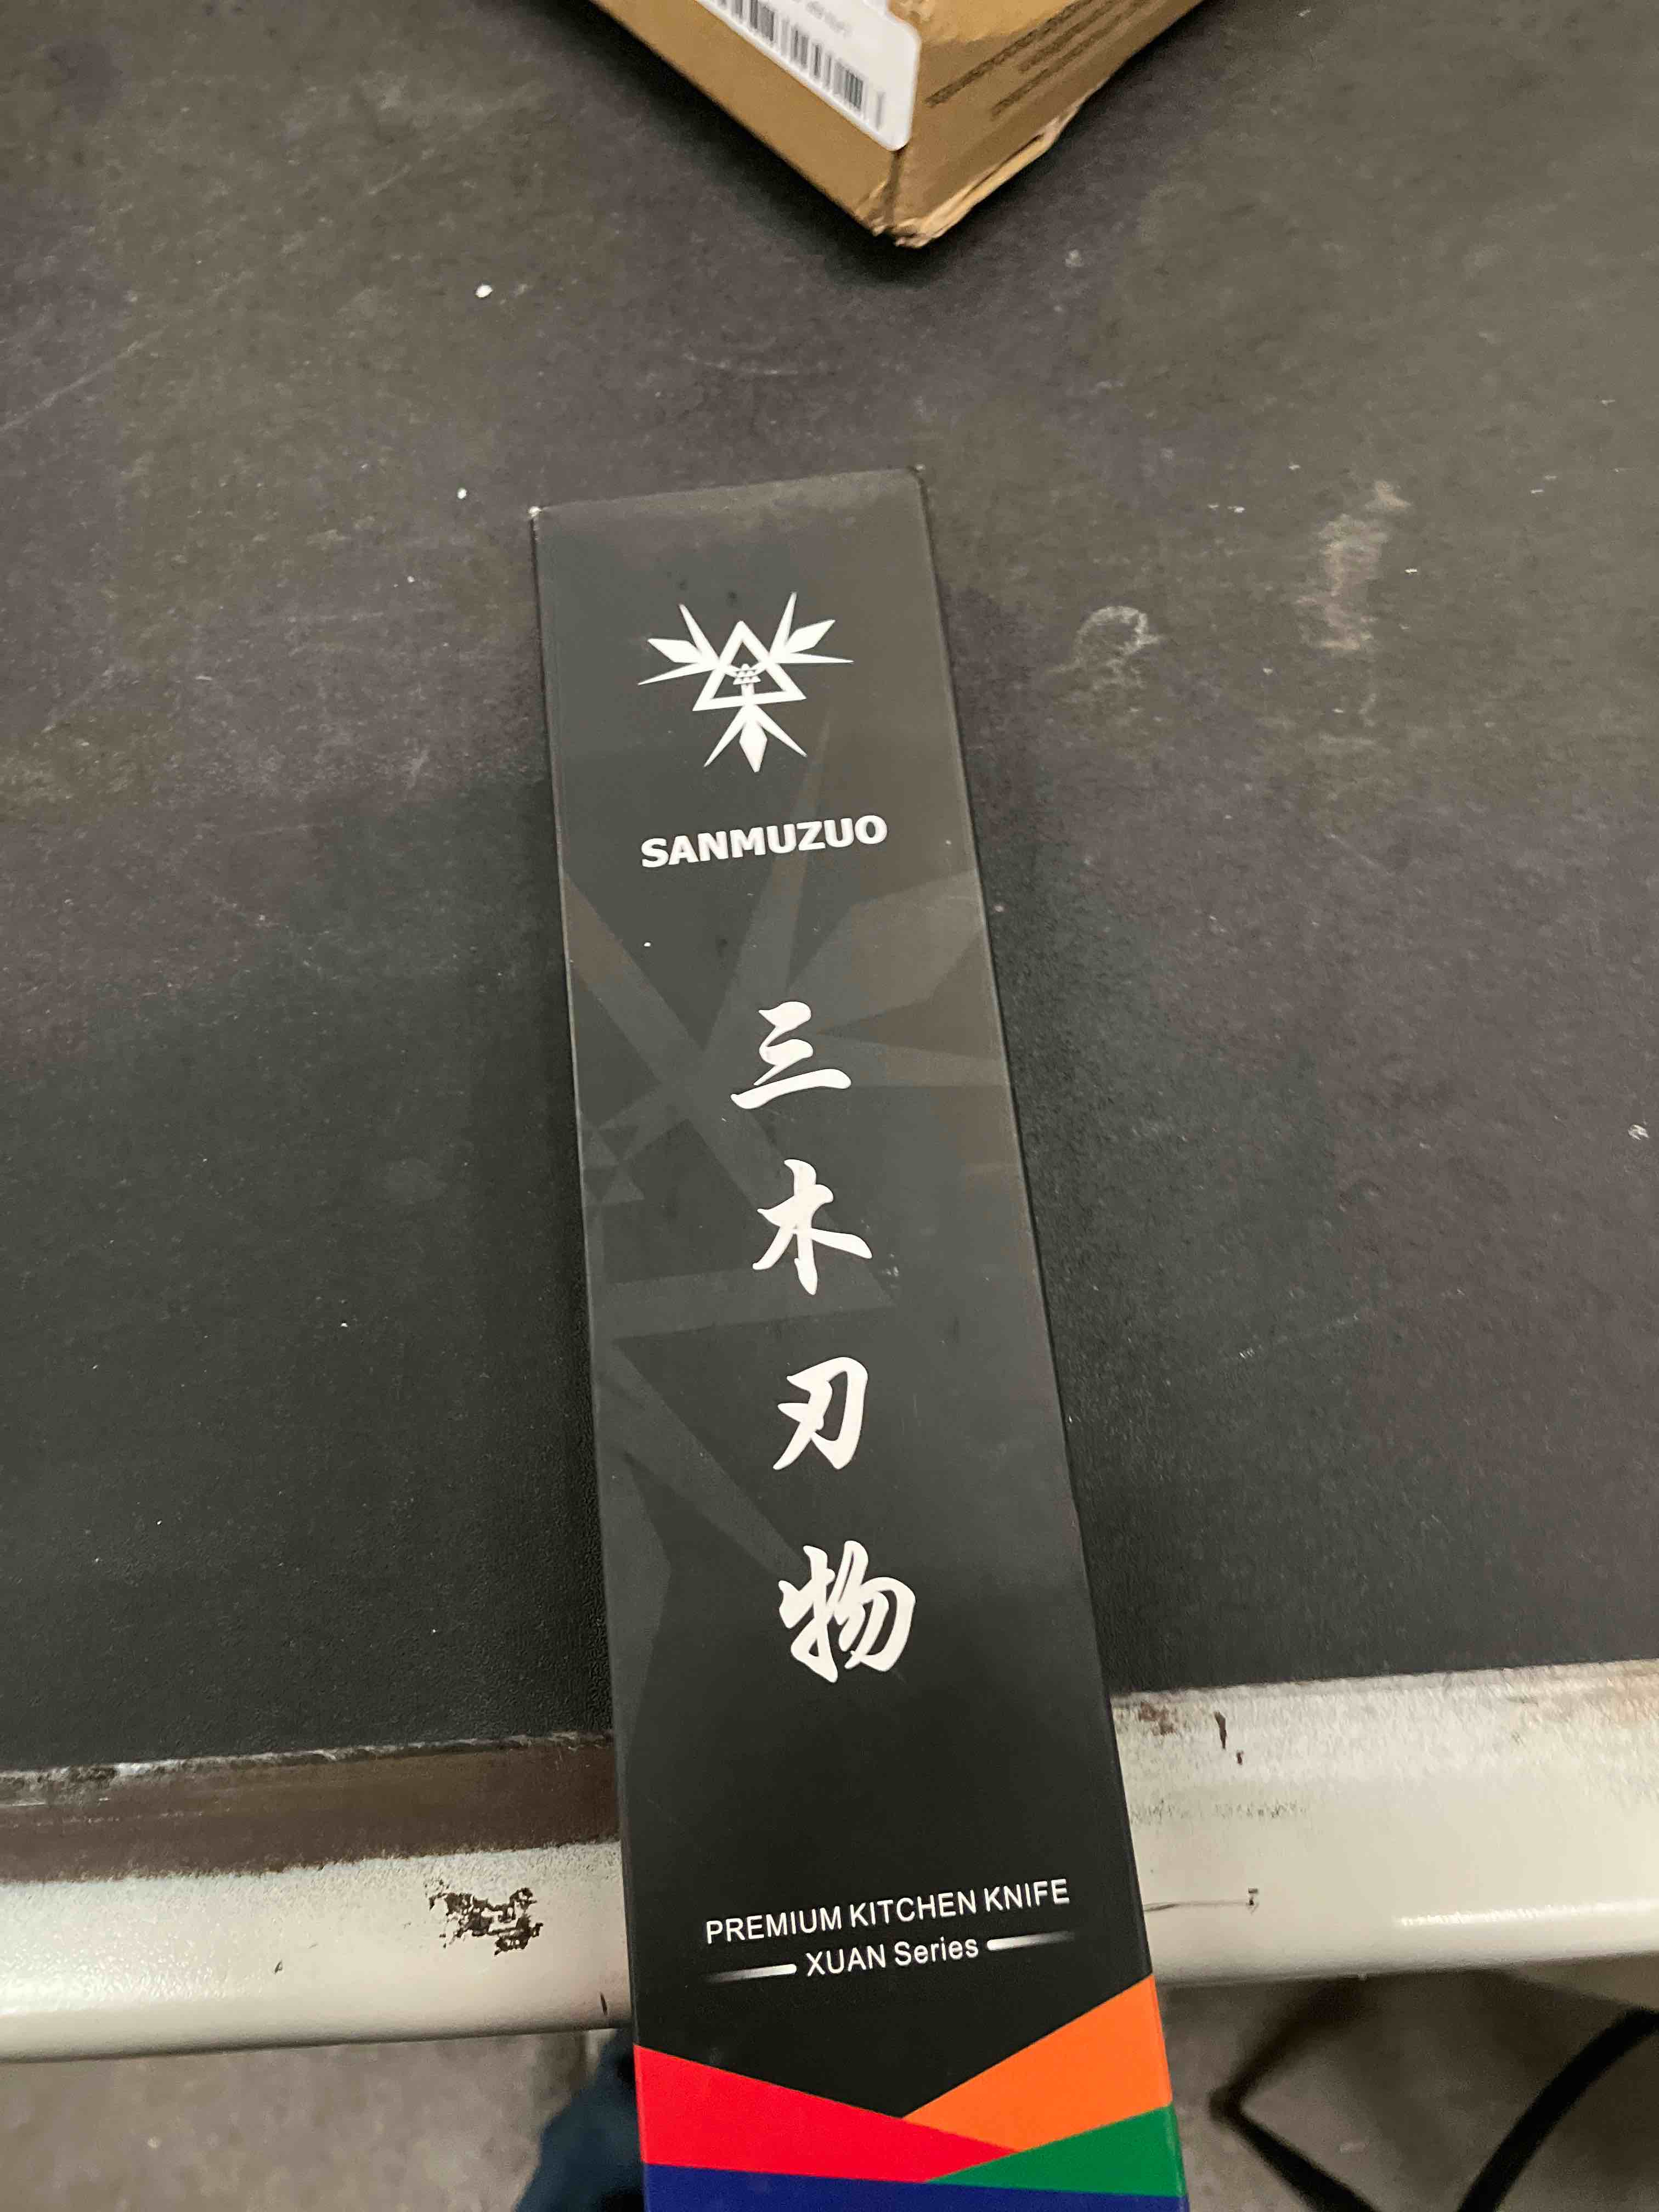 SANMUZUO
三木刃物
PREMIUM KITCHEN KNIFE
XUAN Series